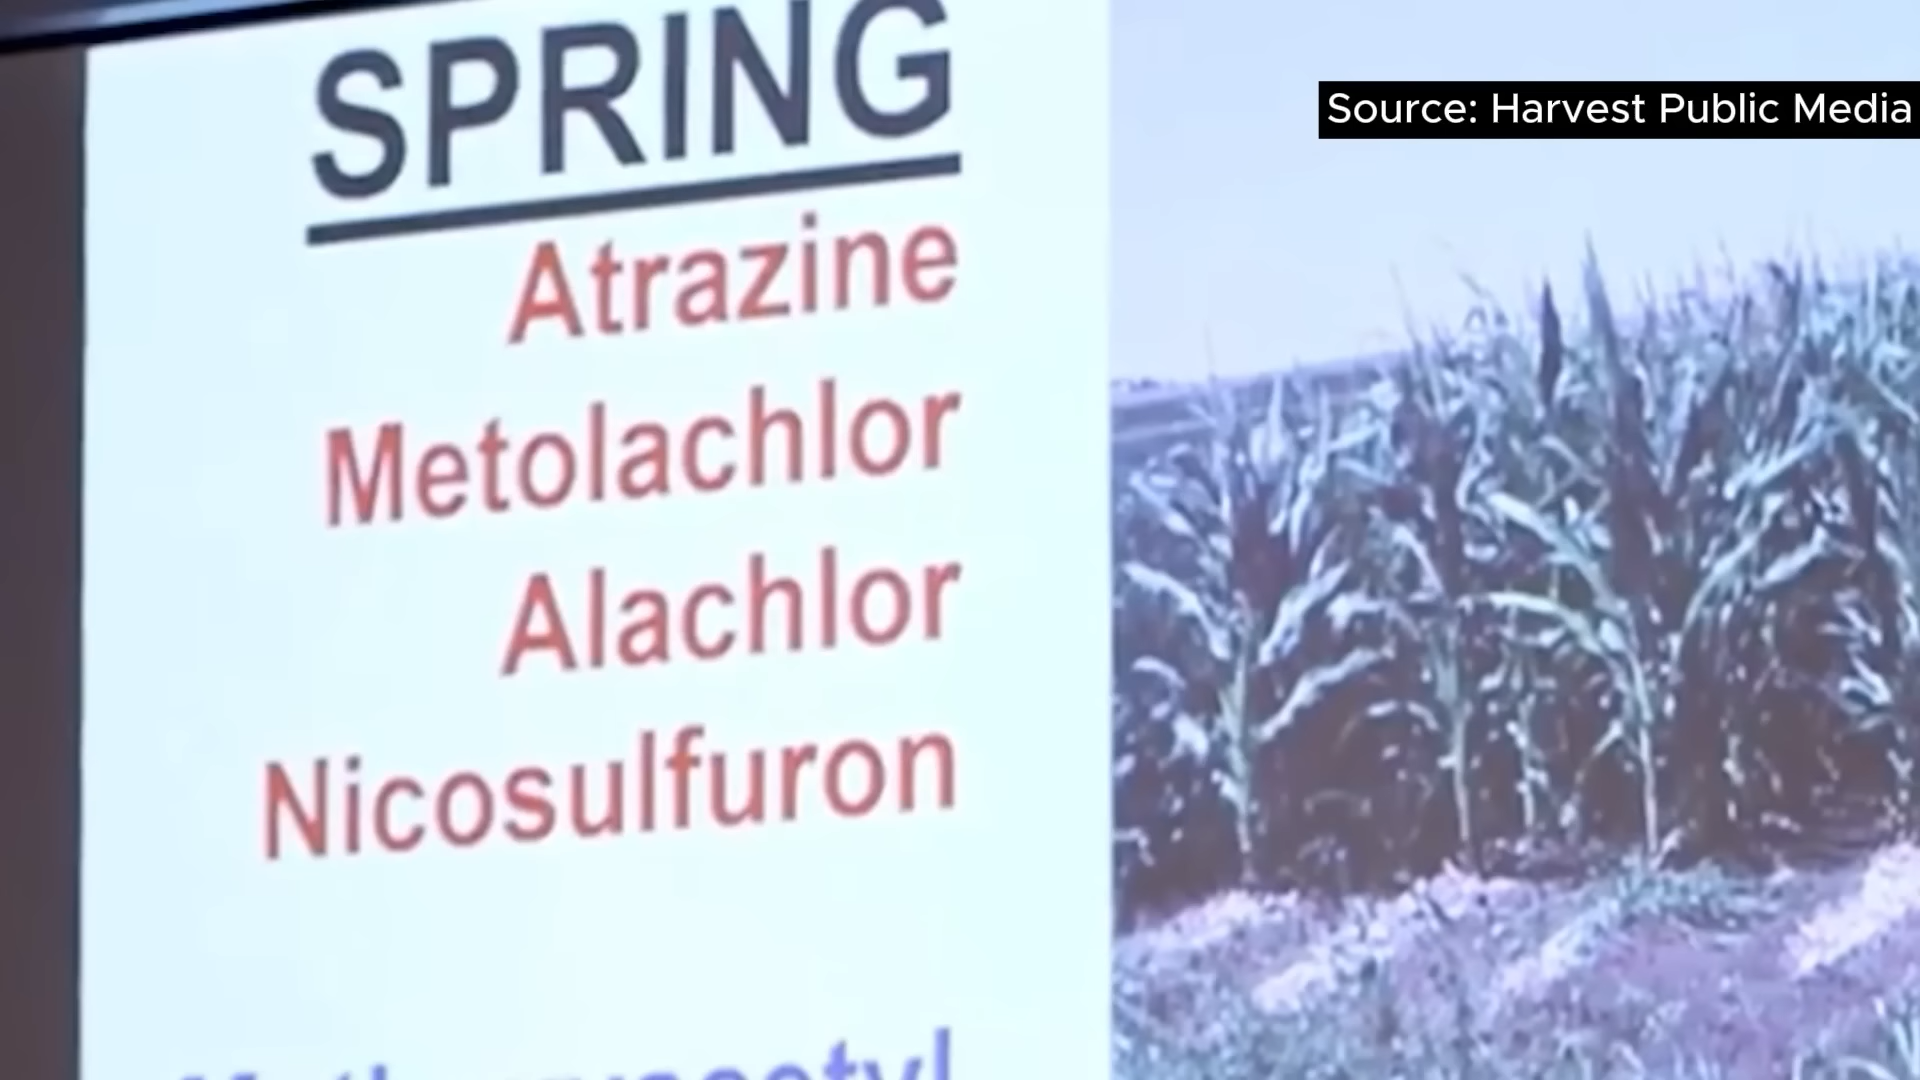 SPRING
Source: Harvest Public Media
Atrazine
Metolachlor
Alachlor
Nicosulfuron